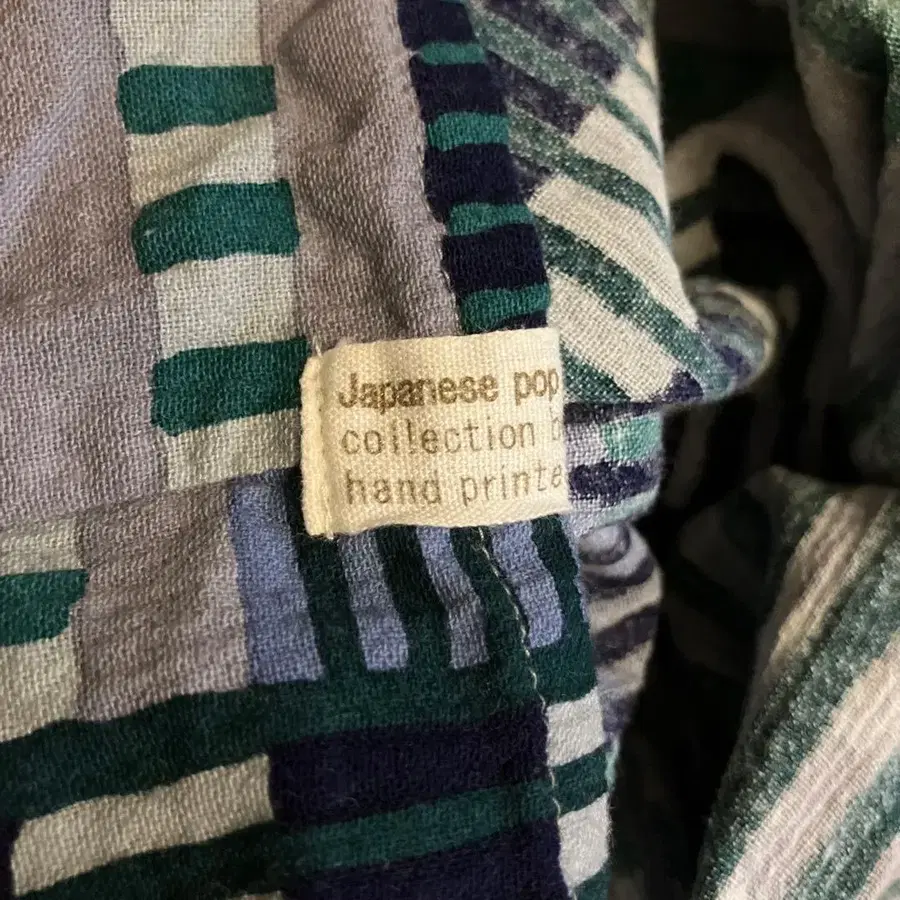 Japanese pop
collection
hand printe